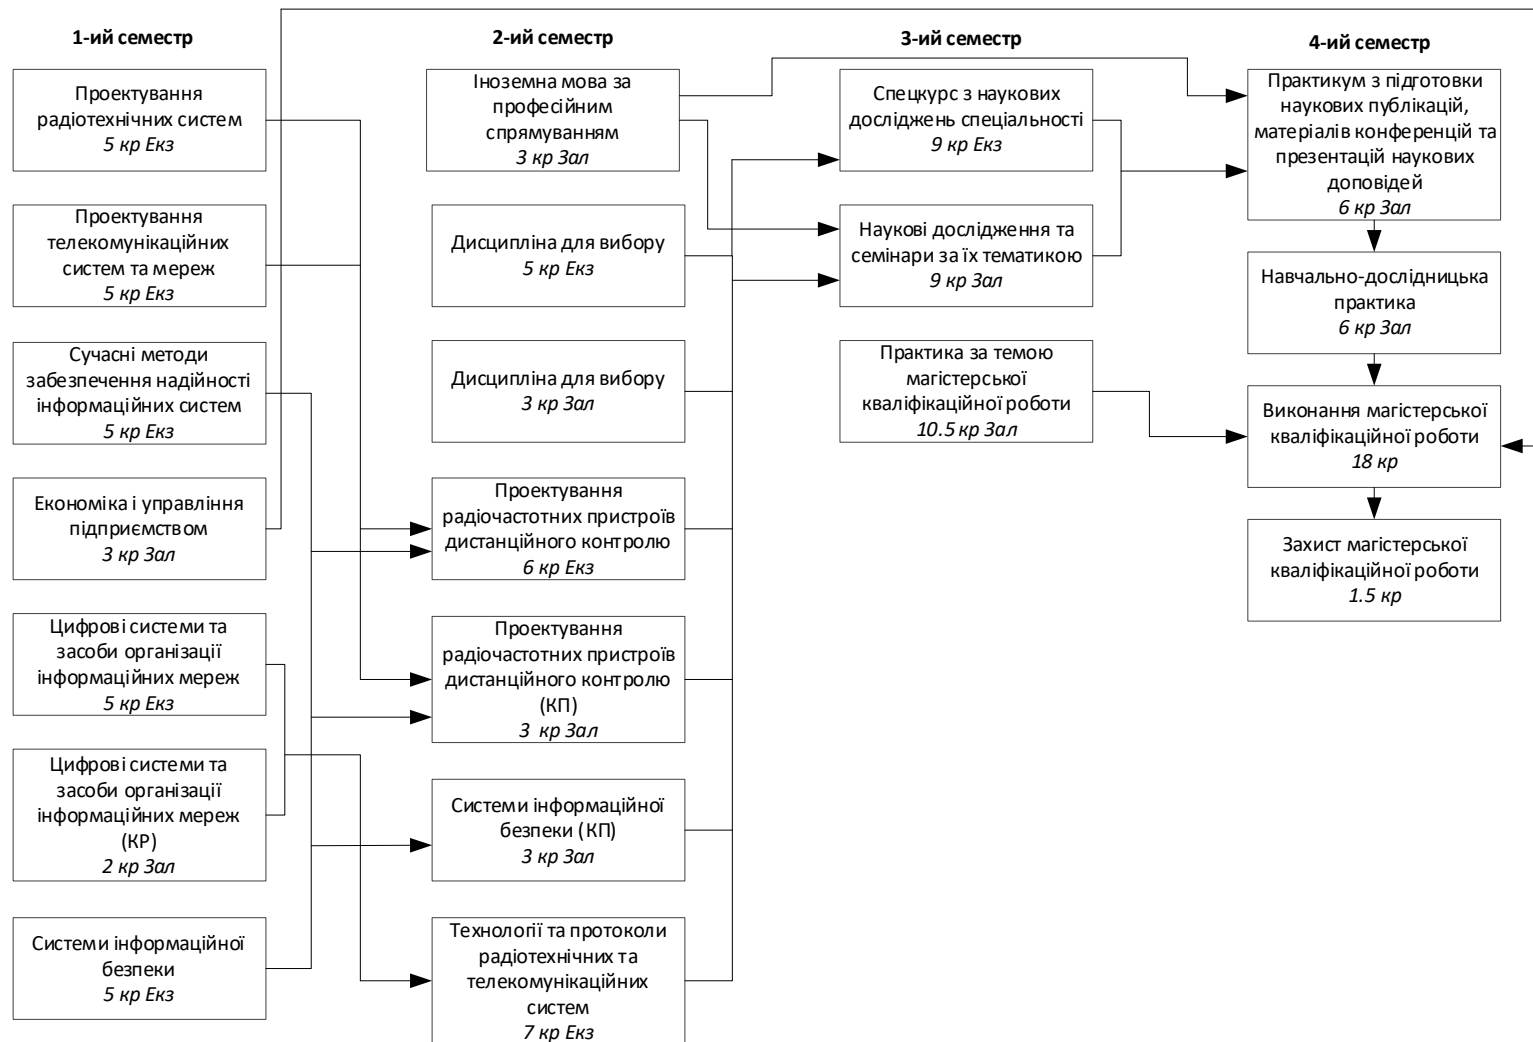 1-ий семестр
Проектування
радіотехнічних систем
5 кр Екз
Проектування
телекомунікаційних
систем та мереж
5 кр Екз
Сучасні методи
забезпечення надійності
інформаційних систем
5 кр Екз
Економіка і управління
підприємством
3 кр Зал
Цифрові системи та
засоби організації
інформаційних мереж
5 кр Екз
Цифрові системи та
засоби організації
інформаційних мереж
(КР)
2 кр Зал
Системи інформаційної
безпеки
5 кр Екз
2-ий семестр
Іноземна мова за
професійним
спрямуванням
3 кр Зал
Дисципліна для вибору
5 кр Екз
Дисципліна для вибору
3 кр Зал
Проектування
радіочастотних пристроїв
дистанційного контролю
6 кр Екз
Проектування
радіочастотних пристроїв
дистанційного контролю
(КП)
3 кр Зал
Системи інформаційної
безпеки (КП)
3 кр Зал
Технології та протоколи
радіотехнічних та
телекомунікаційних
систем
7 кр Екз
3-ий семестр
Спецкурс з наукових
досліджень спеціальності
9 кр Екз
Наукові дослідження та
семінари за їх тематикою
9 кр Зал
Практика за темою
магістерської
кваліфікаційної роботи
10.5 кр Зал
4-ий семестр
Практикум з підготовки
наукових публікацій,
матеріалів конференцій та
презентацій наукових
доповідей
6 кр Зал
Навчально-дослідницька
практика
6 кр Зал
Виконання магістерської
кваліфікаційної роботи
18 кр
Захист магістерської
кваліфікаційної роботи
1.5 кр